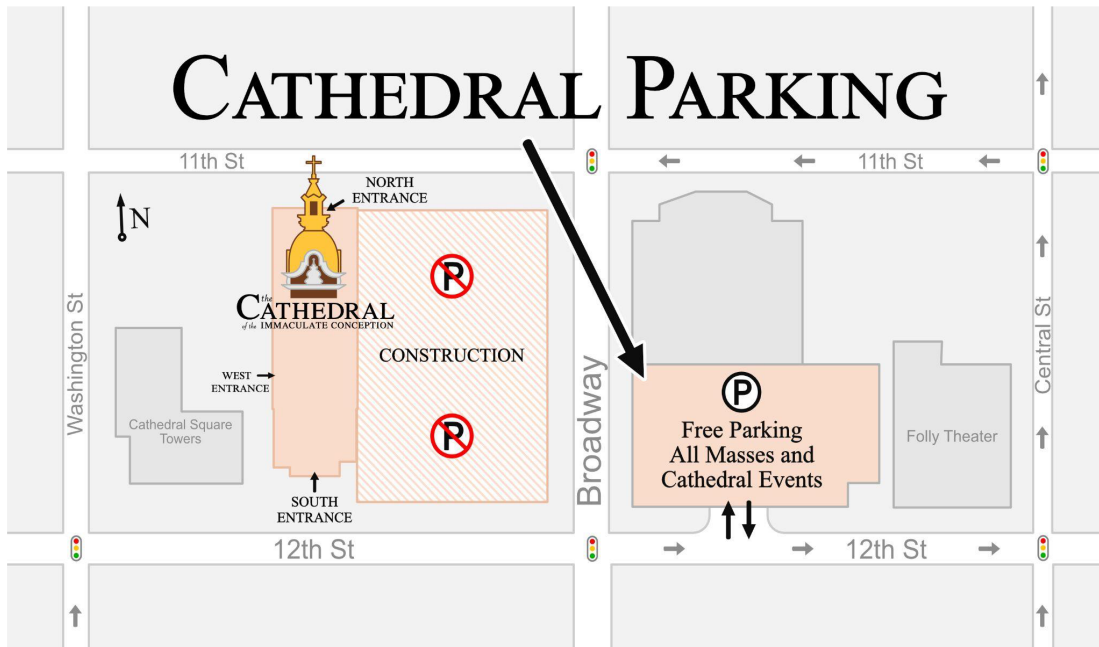 CATHEDRAL PARKING
11th St
11th St
N
NORTH
ENTRANCE
the
CATHEDRAL
of the IMMACULATE CONCEPTION
P
CONSTRUCTION
P
WEST
ENTRANCE
SOUTH
ENTRANCE
Cathedral Square
Towers
Washington St
Broadway
P
Free Parking
All Masses and
Cathedral Events
Folly Theater
Central St
12th St
12th St